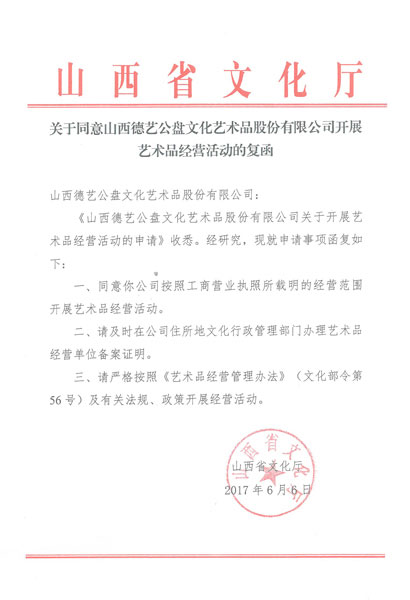 山西省文化厅
关于同意山西德艺公盘文化艺术品股份有限公司开展
艺术品经营活动的复函
山西德艺公盘文化艺术品股份有限公司：
《山西德艺公盘文化艺术品股份有限公司关于开展艺
术品经营活动的申请》收悉。经研究，现就申请事项函复如
下：
一、同意你公司按照工商营业执照所载明的经营范围
开展艺术品经营活动。
二、请及时在公司住所地文化行政管理部门办理艺术品
经营单位备案证明。
三、请严格按照《艺术品经营管理办法》（文化部令第
56 号）及有关法规、政策开展经营活动。
山西省文化厅
山西省文化厅
2017 年 6 月 6 日